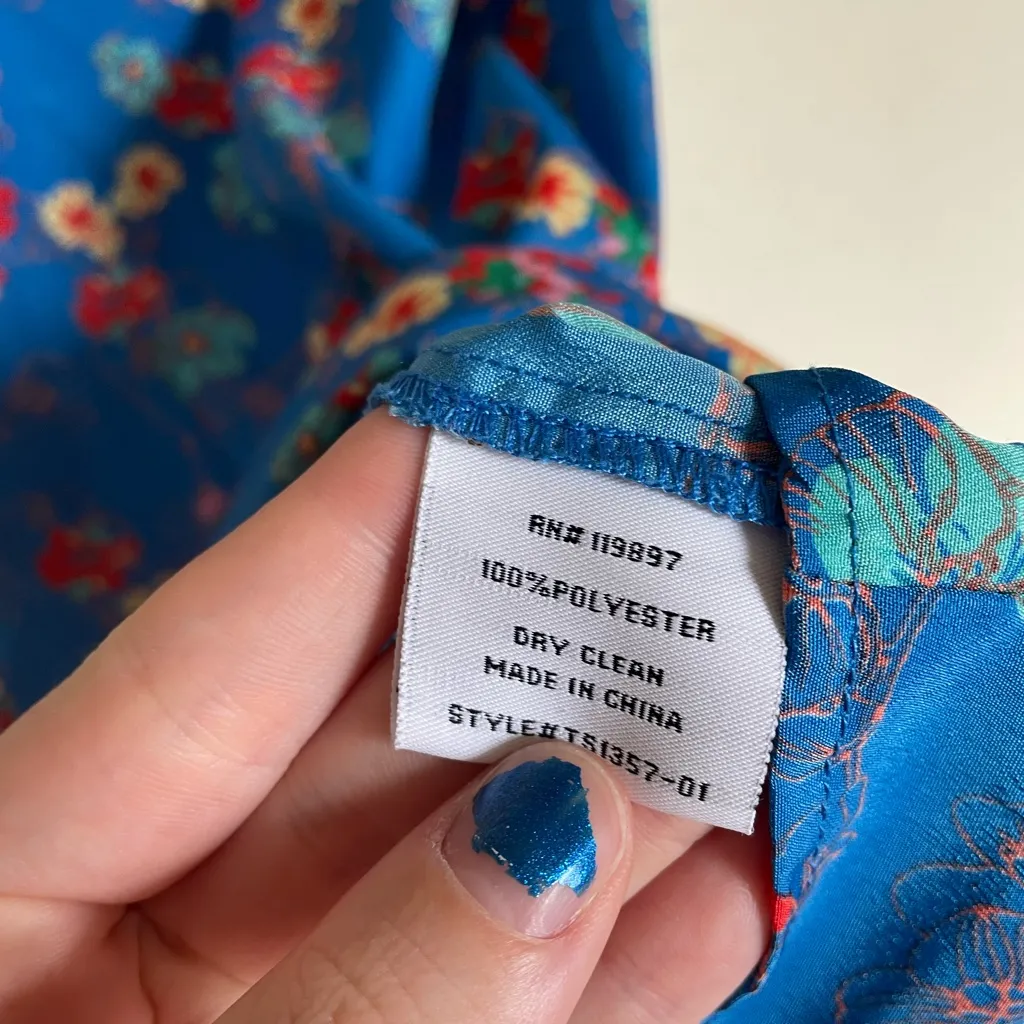 RN# 119897
100%POLYESTER
DRY CLEAN
MADE IN CHINA
STYLE#TS1357-01